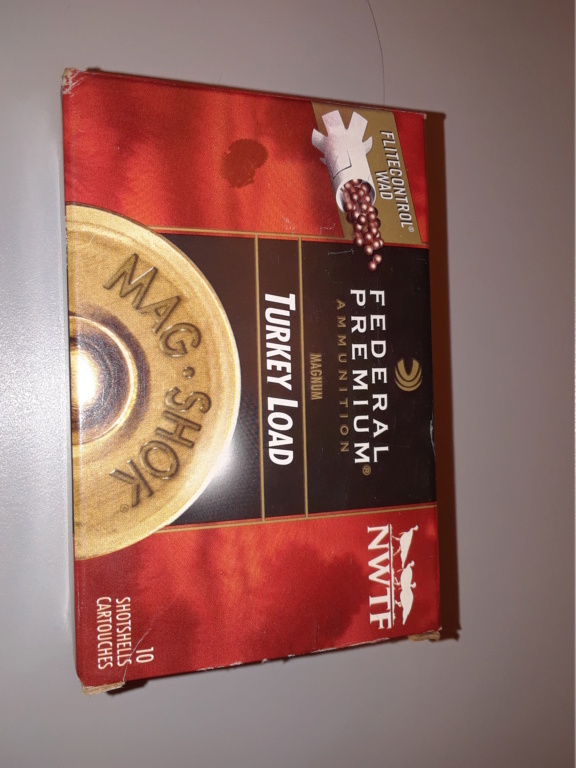 FLITECONTROL®
WAD
FEDERAL
PREMIUM®
AMMUNITION
MAGNUM
TURKEY LOAD
MAG·SHOK®
NWTF
10
SHOTSHELLS
CARTOUCHES